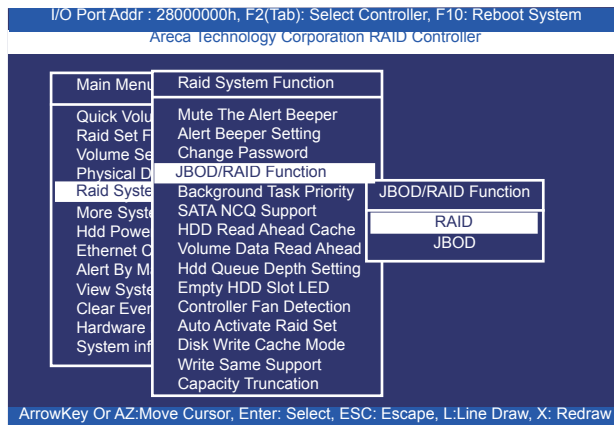 I/O Port Addr : 28000000h, F2(Tab): Select Controller, F10: Reboot System
Areca Technology Corporation RAID Controller
Main Menu
Quick Volu
Raid Set F
Volume Se
Physical D
Raid Syste
More Syste
Hdd Powe
Ethernet C
Alert By M
View Syste
Clear Even
Hardware
System inf
Raid System Function
Mute The Alert Beeper
Alert Beeper Setting
Change Password
JBOD/RAID Function
Background Task Priority
SATA NCQ Support
HDD Read Ahead Cache
Volume Data Read Ahead
Hdd Queue Depth Setting
Empty HDD Slot LED
Controller Fan Detection
Auto Activate Raid Set
Disk Write Cache Mode
Write Same Support
Capacity Truncation
JBOD/RAID Function
RAID
JBOD
ArrowKey Or AZ:Move Cursor, Enter: Select, ESC: Escape, L:Line Draw, X: Redraw